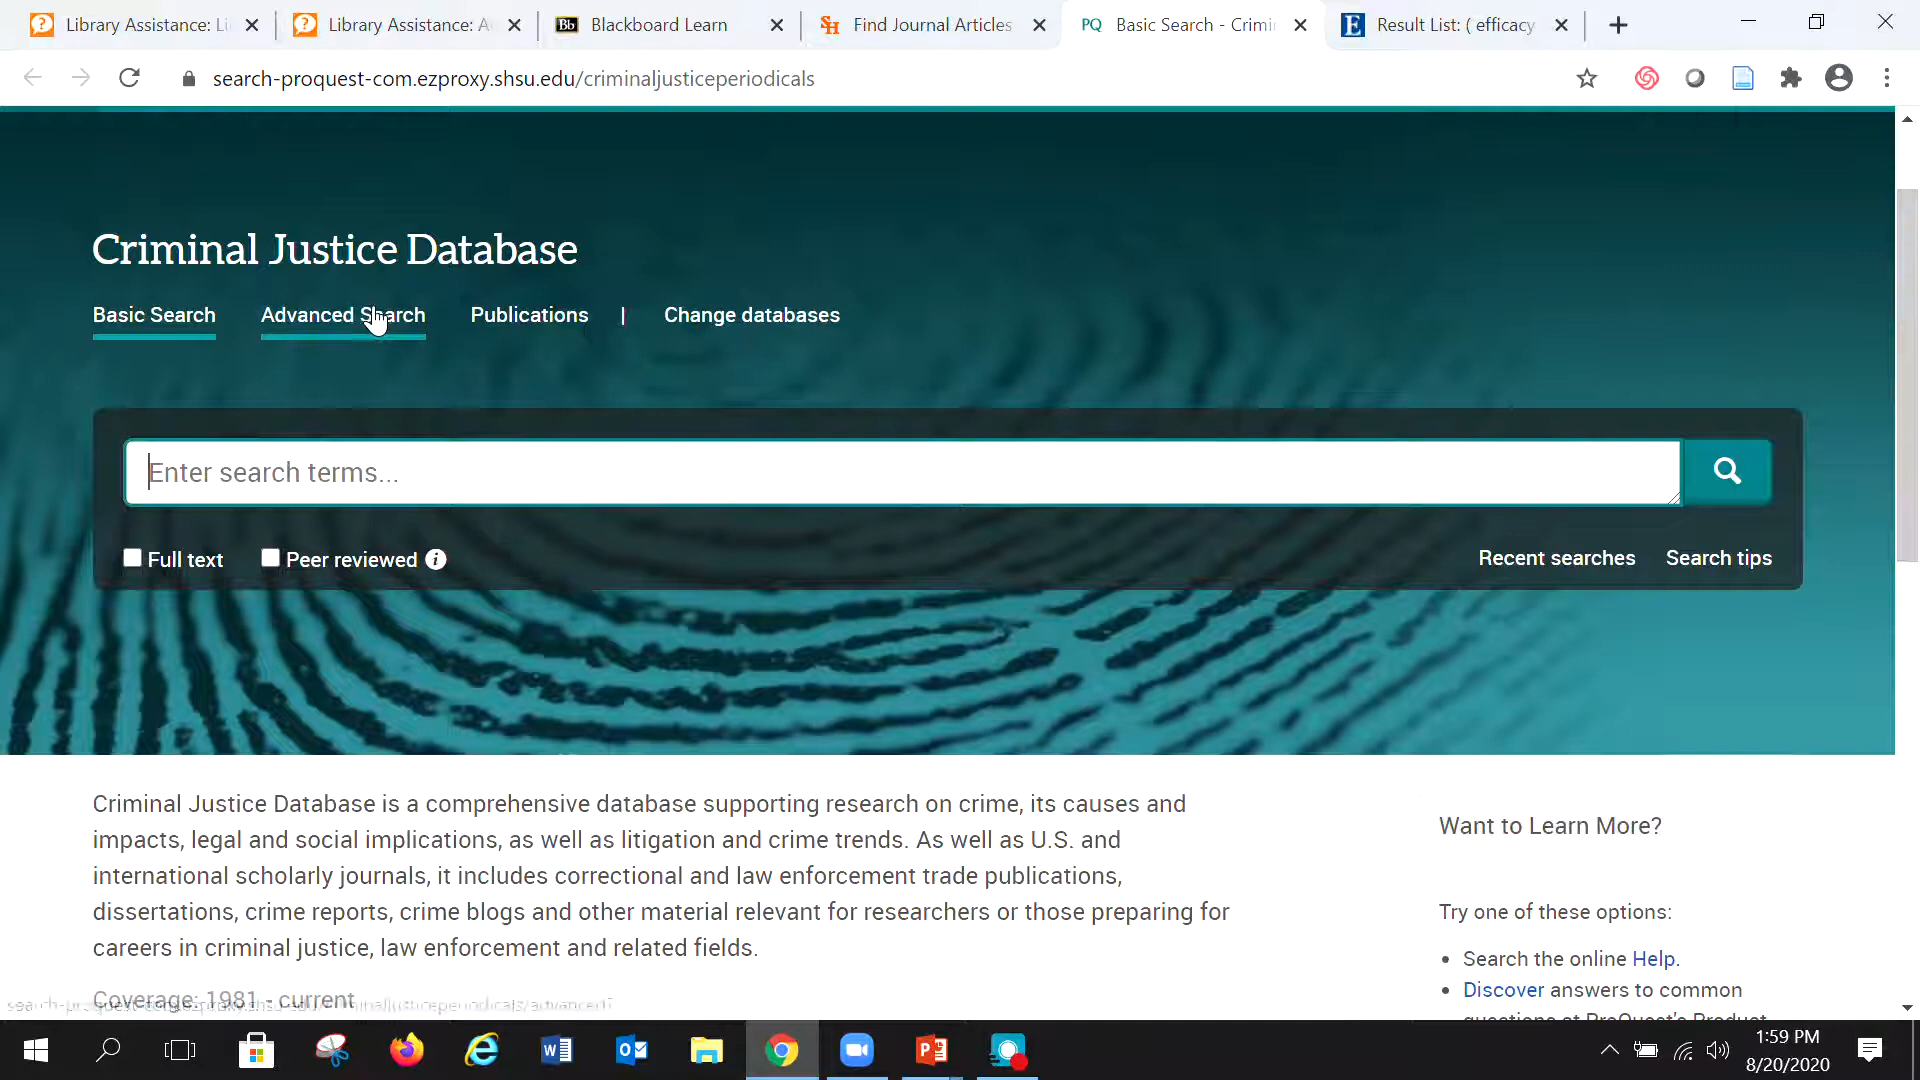 Library Assistance: Li
Library Assistance: A
Bb Blackboard Learn
SH Find Journal Articles
PQ Basic Search - Crimi
E Result List: ( efficacy
search-proquest-com.ezproxy.shsu.edu/criminaljusticeperiodicals
Criminal Justice Database
Basic Search Advanced Search Publications | Change databases
Enter search terms...
Full text Peer reviewed i
Recent searches Search tips
Criminal Justice Database is a comprehensive database supporting research on crime, its causes and
impacts, legal and social implications, as well as litigation and crime trends. As well as U.S. and
international scholarly journals, it includes correctional and law enforcement trade publications,
dissertations, crime reports, crime blogs and other material relevant for researchers or those preparing for
careers in criminal justice, law enforcement and related fields.
Coverage: 1981 - current
Want to Learn More?
Try one of these options:
• Search the online Help.
• Discover answers to common
questions at ProQuest's Product
1:59 PM
8/20/2020